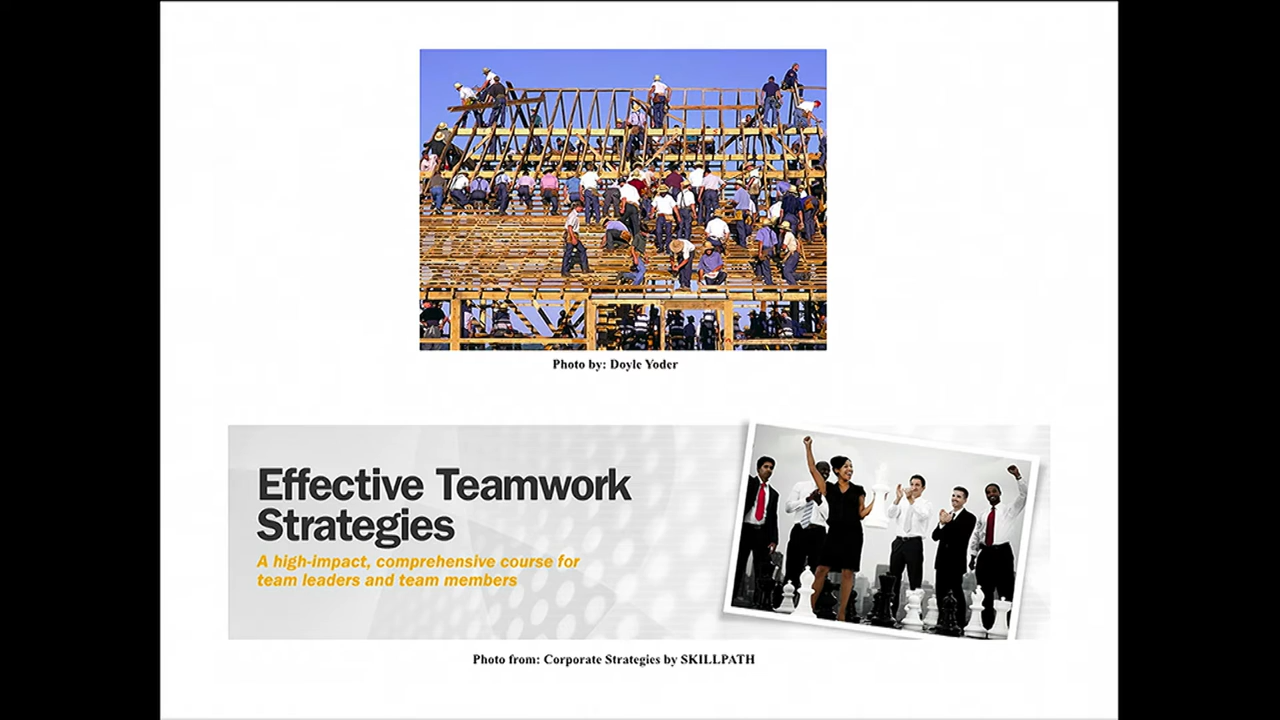 Photo by: Doyle Yoder
Effective Teamwork
Strategies
A high-impact, comprehensive course for
team leaders and team members
Photo from: Corporate Strategies by SKILLPATH